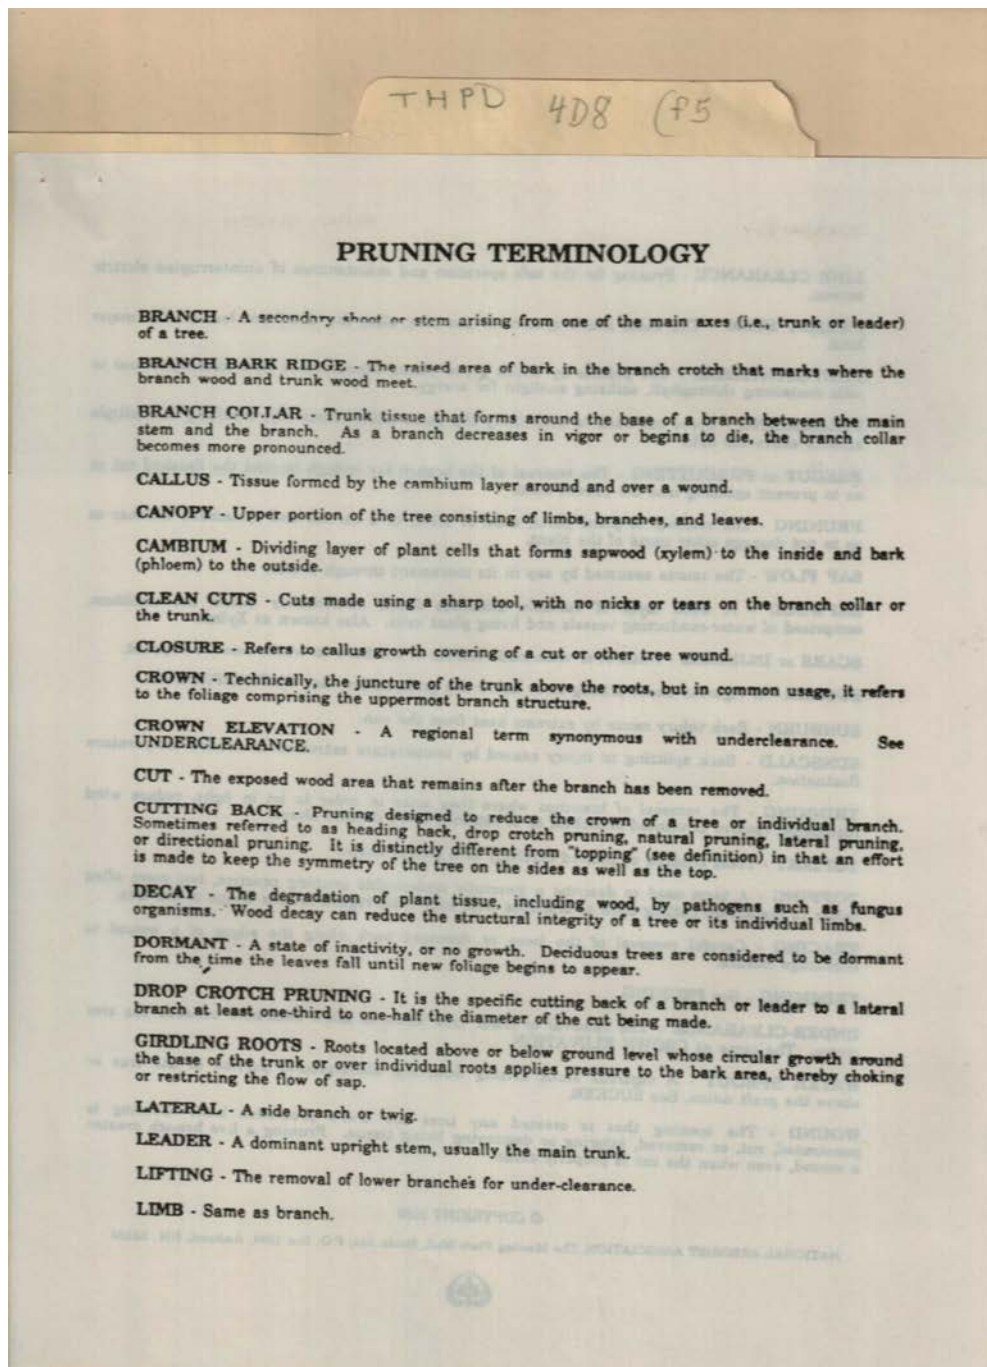 THPD 4D8 (f5
PRUNING TERMINOLOGY
BRANCH - A secondary shoot or stem arising from one of the main axes (i.e., trunk or leader)
of a tree.
BRANCH BARK RIDGE - The raised area of bark in the branch crotch that marks where the
branch wood and trunk wood meet.
BRANCH COLLAR - Trunk tissue that forms around the base of a branch between the main
stem and the branch. As a branch decreases in vigor or begins to die, the branch collar
becomes more pronounced.
CALLUS - Tissue formed by the cambium layer around and over a wound.
CANOPY - Upper portion of the tree consisting of limbs, branches, and leaves.
CAMBIUM - Dividing layer of plant cells that forms sapwood (xylem) to the inside and bark
(phloem) to the outside.
CLEAN CUTS - Cuts made using a sharp tool, with no nicks or tears on the branch collar or
the trunk.
CLOSURE - Refers to callus growth covering of a cut or other tree wound.
CROWN - Technically, the juncture of the trunk above the roots, but in common usage, it refers
to the foliage comprising the uppermost branch structure.
CROWN ELEVATION - A regional term synonymous with underclearance. See
UNDERCLEARANCE.
CUT - The exposed wood area that remains after the branch has been removed.
CUTTING BACK - Pruning designed to reduce the crown of a tree or individual branch.
Sometimes referred to as heading back, drop crotch pruning, natural pruning, lateral pruning,
or directional pruning. It is distinctly different from "topping" (see definition) in that an effort
is made to keep the symmetry of the tree on the sides as well as the top.
DECAY - The degradation of plant tissue, including wood, by pathogens such as fungus
organisms. Wood decay can reduce the structural integrity of a tree or its individual limbs.
DORMANT - A state of inactivity, or no growth. Deciduous trees are considered to be dormant
from the time the leaves fall until new foliage begins to appear.
DROP CROTCH PRUNING - It is the specific cutting back of a branch or leader to a lateral
branch at least one-third to one-half the diameter of the cut being made.
GIRDLING ROOTS - Roots located above or below ground level whose circular growth around
the base of the trunk or over individual roots applies pressure to the bark area, thereby choking
or restricting the flow of sap.
LATERAL - A side branch or twig.
LEADER - A dominant upright stem, usually the main trunk.
LIFTING - The removal of lower branches for under-clearance.
LIMB - Same as branch.